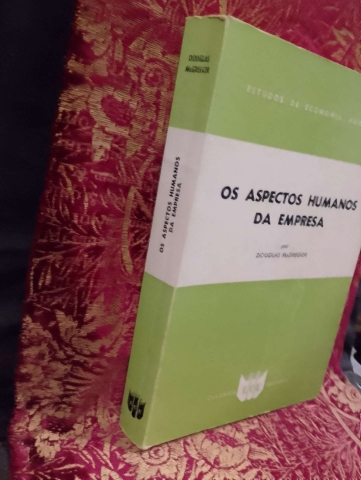 DOUGLAS
McGREGOR
OS ASPECTOS HUMANOS
DA EMPRESA
ESTUDOS DE ECONOMIA
OS ASPECTOS HUMANOS
DA EMPRESA
por
DOUGLAS McGREGOR